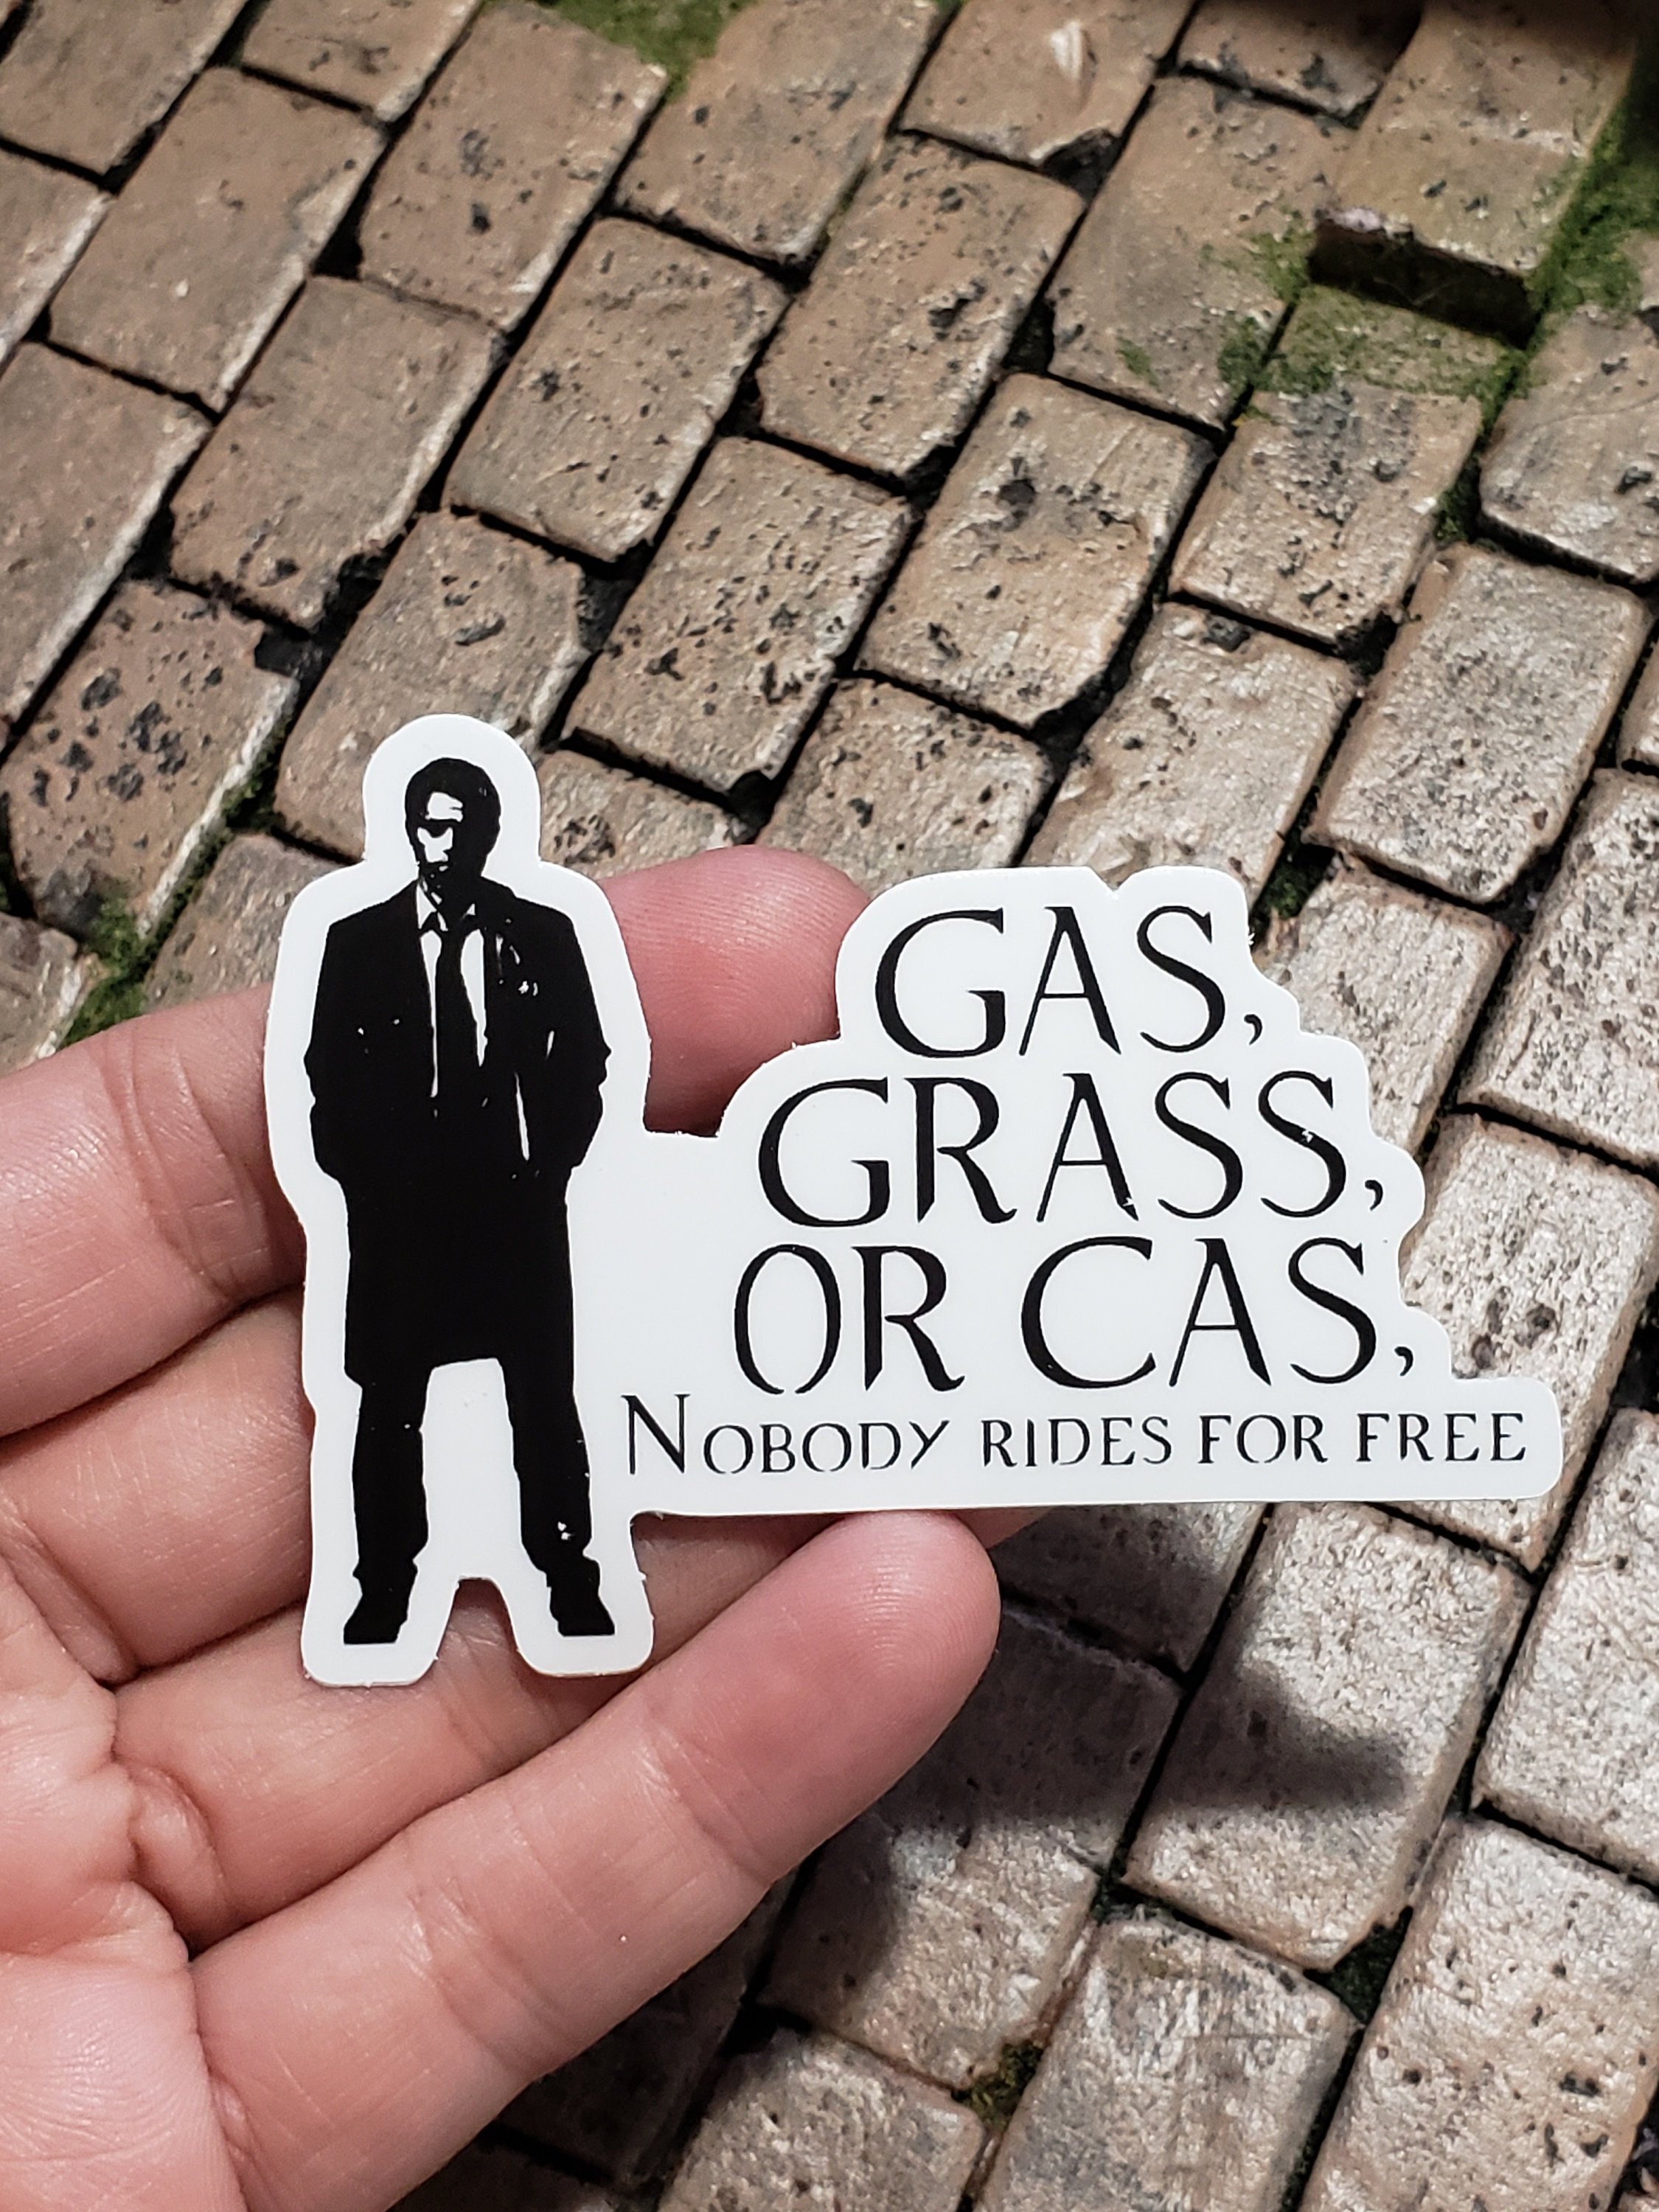 GAS,
GRASS,
OR CAS,
NOBODY RIDES FOR FREE